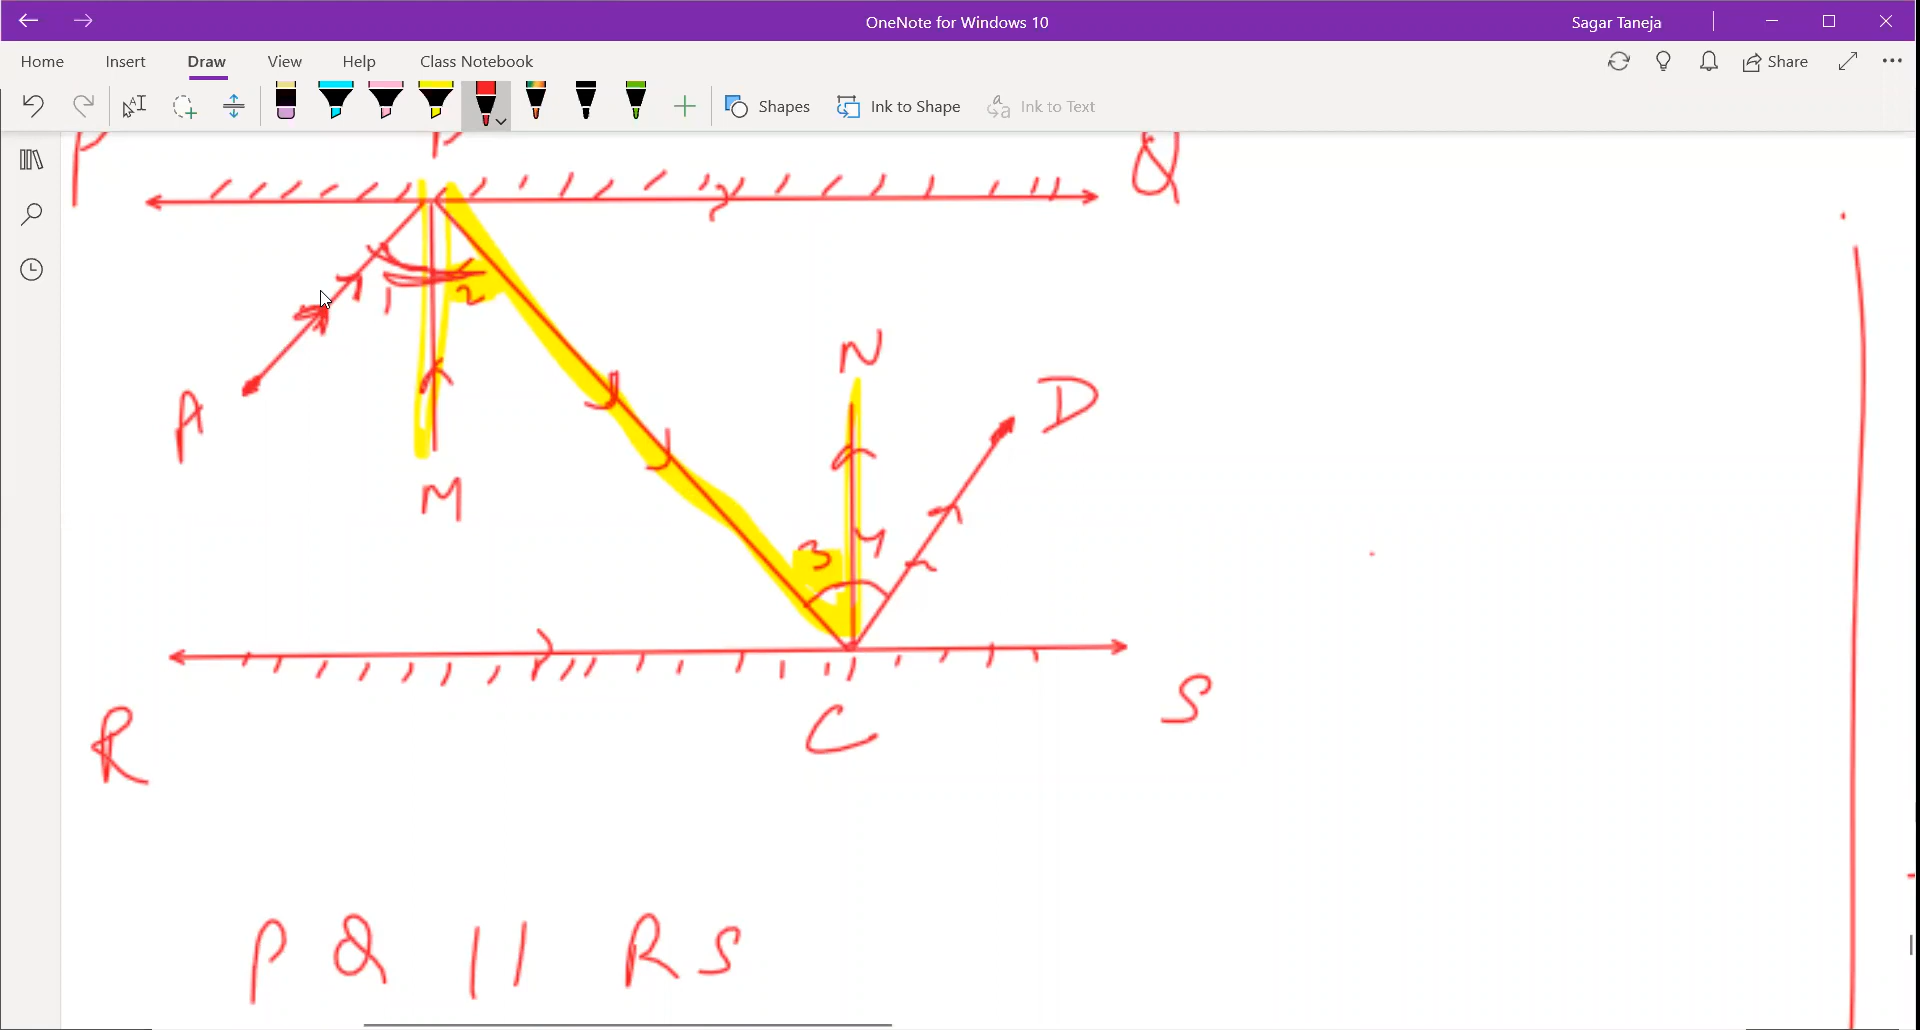 OneNote for Windows 10
Sagar Taneja
Home Insert Draw View Help Class Notebook
Share
Shapes Ink to Shape Ink to Text
P Q
1 2
A
M
N
D
3 4
R
C
S
PQ || RS